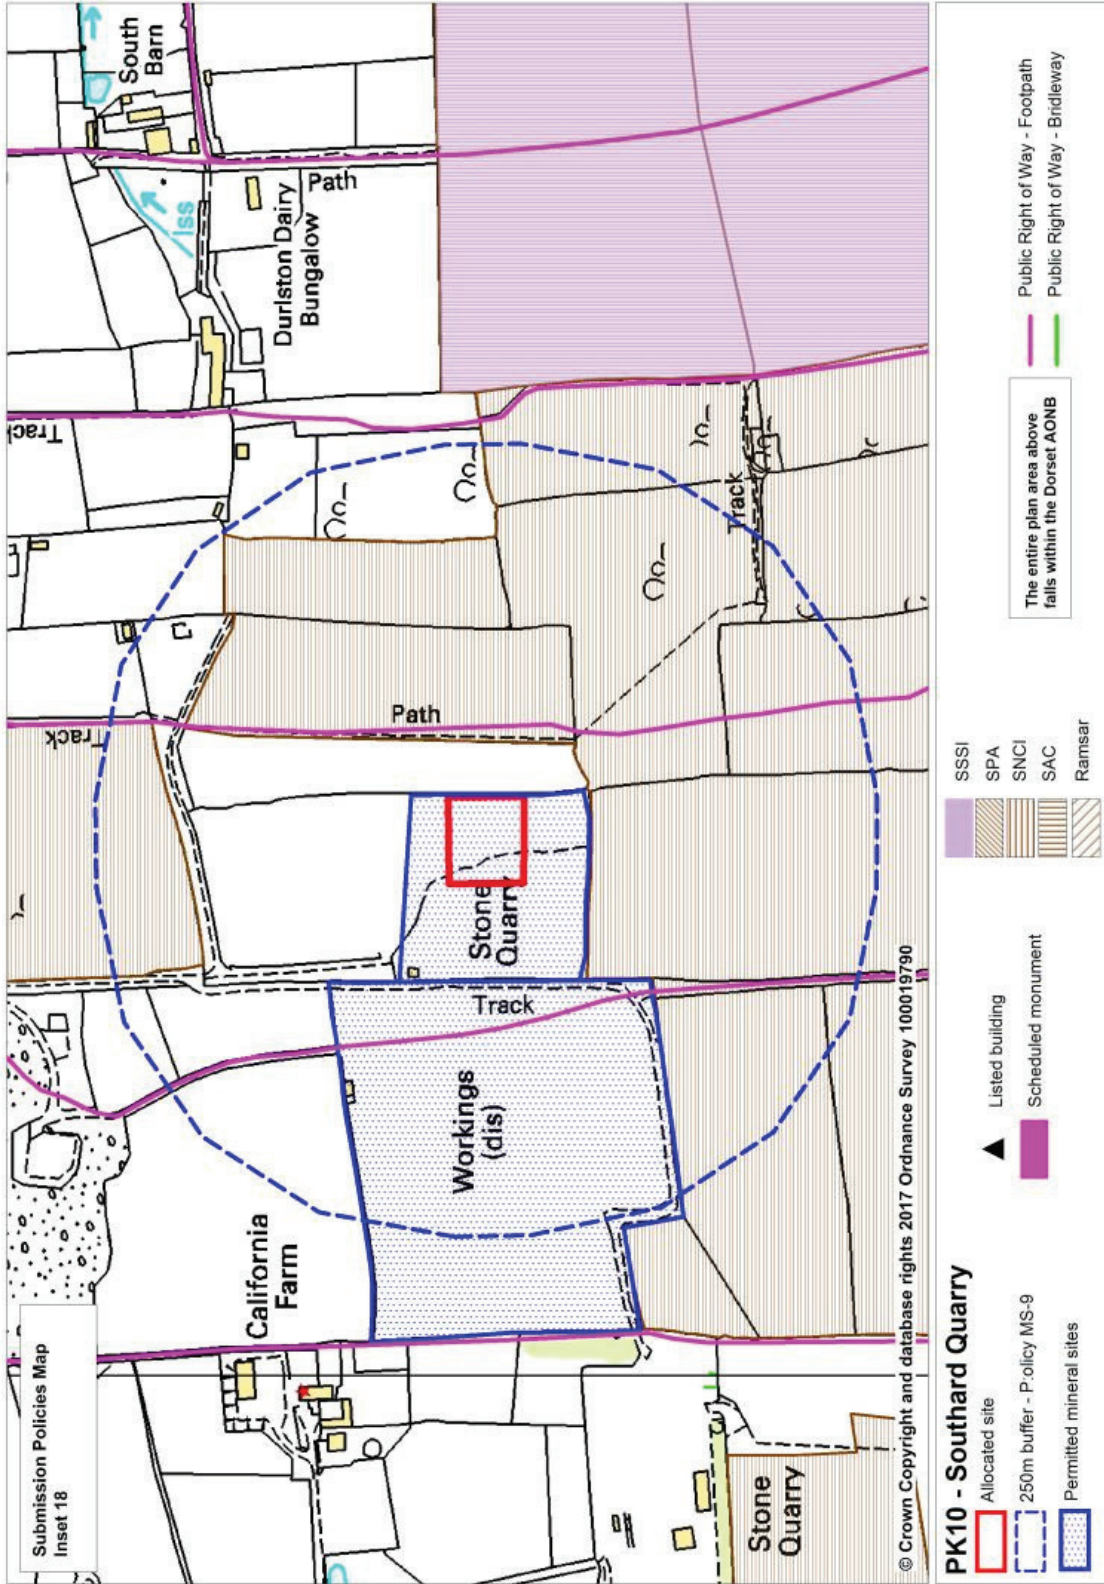 Submission Policies Map
Inset 18
California
Farm
Track
Track
South
Barn
Iss
Path
Durlston Dairy
Bungalow
Path
Track
Workings
(dis)
Stone
Quarry
Track
Stone
Quarry
© Crown Copyright and database rights 2017 Ordnance Survey 100019790
PK10 - Southard Quarry
Allocated site
250m buffer - P:olicy MS-9
Permitted mineral sites
Listed building
Scheduled monument
SSSI
SPA
SNCI
SAC
Ramsar
The entire plan area above
falls within the Dorset AONB
Public Right of Way - Footpath
Public Right of Way - Bridleway